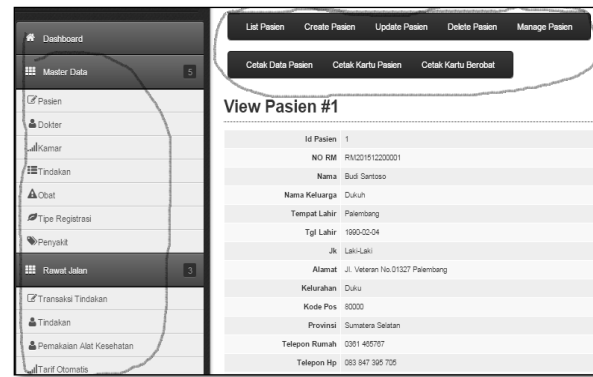 Dashboard
Master Data 5
Pasien
Dokter
Kamar
Tindakan
Obat
Tipe Registrasi
Penyakit
Rawat Jalan 3
Transaksi Tindakan
Tindakan
Pemakaian Alat Kesehatan
Tarif Otomatis
List Pasien Create Pasien Update Pasien Delete Pasien Manage Pasien
Cetak Data Pasien Cetak Kartu Pasien Cetak Kartu Berobat
View Pasien #1
Id Pasien 1
NO RM RM201512200001
Nama Budi Santoso
Nama Keluarga Dukuh
Tempat Lahir Palembang
Tgl Lahir 1990-02-04
Jk Laki-Laki
Alamat Jl. Veteran No.01327 Palembang
Kelurahan Duku
Kode Pos 80000
Provinsi Sumatera Selatan
Telepon Rumah 0361 465767
Telepon Hp 083 847 395 705